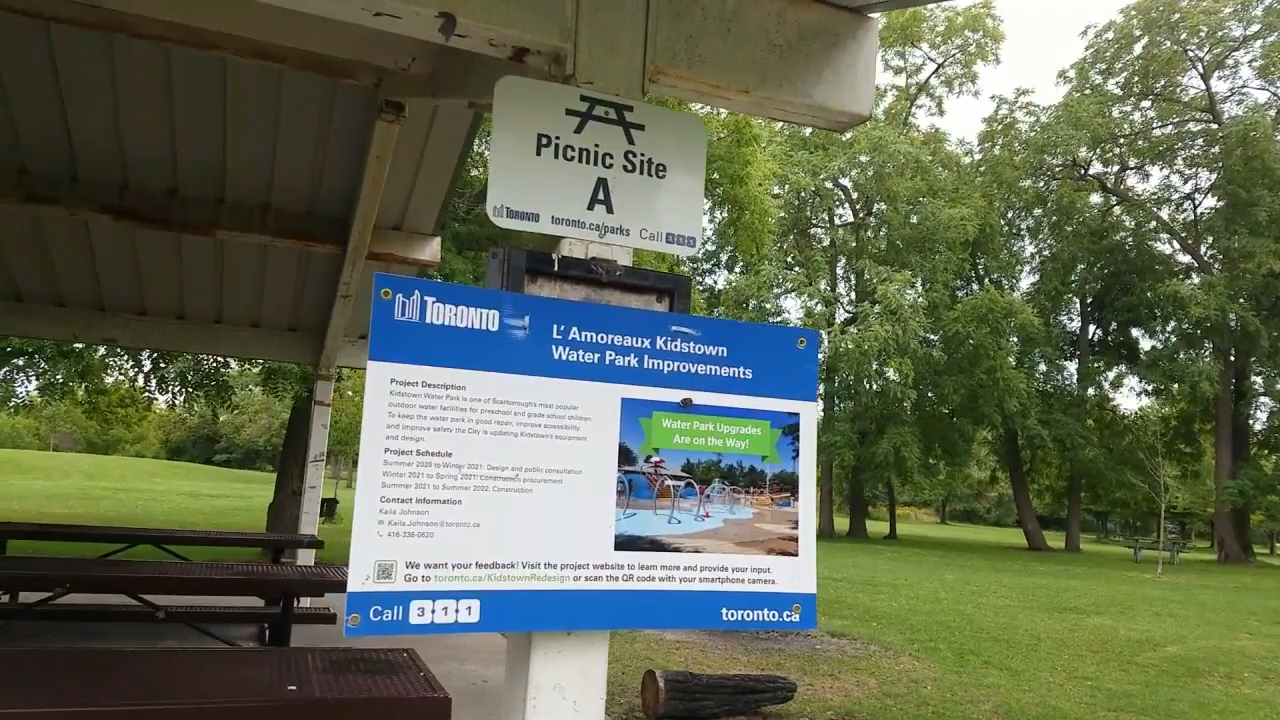 Picnic Site
A
TORONTO toronto.ca/parks Call 311
TORONTO
L' Amoreaux Kidstown
Water Park Improvements
Project Description
Kidstown Water Park is one of Scarborough's most popular
outdoor water facilities for preschool and grade school children.
To keep the water park in good repair, improve accessibility,
and improve safety the City is updating Kidstown's equipment
and design.
Project Schedule
Summer 2020 to Winter 2021: Design and public consultation
Winter 2021 to Spring 2021: Construction procurement
Summer 2021 to Summer 2022: Construction
Contact Information
Kaila Johnson
Kaila.Johnson@toronto.ca
416-338-0620
Water Park Upgrades
Are on the Way!
We want your feedback! Visit the project website to learn more and provide your input.
Go to toronto.ca/KidstownRedesign or scan the QR code with your smartphone camera.
Call 311
toronto.ca